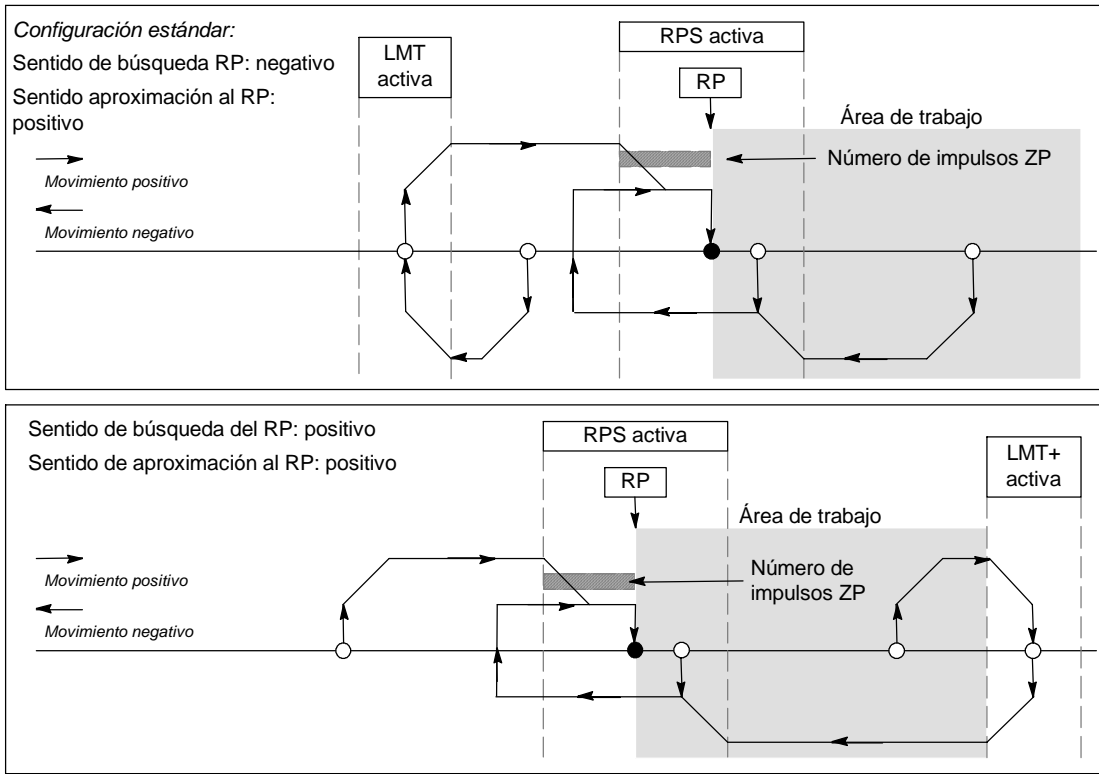 Configuración estándar:
Sentido de búsqueda RP: negativo
Sentido aproximación al RP:
positivo
LMT
activa
RPS activa
RP
Área de trabajo
Número de impulsos ZP
Movimiento positivo
Movimiento negativo
Sentido de búsqueda del RP: positivo
Sentido de aproximación al RP: positivo
RPS activa
RP
LMT+
activa
Área de trabajo
Número de
impulsos ZP
Movimiento positivo
Movimiento negativo